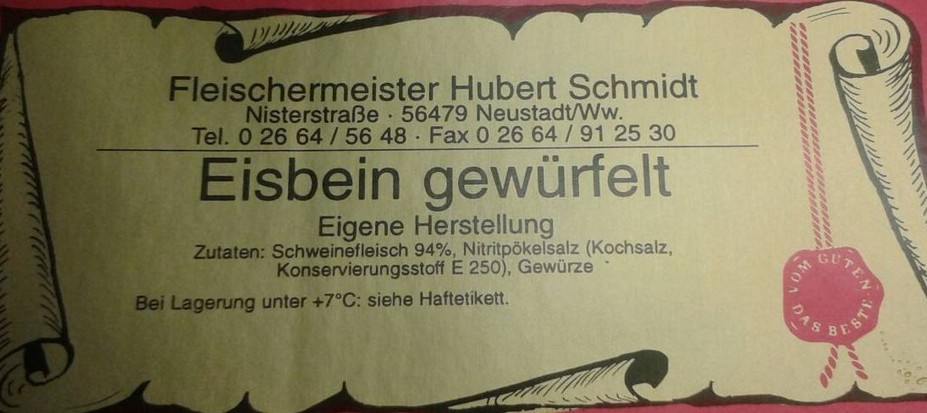 Fleischermeister Hubert Schmidt
Nisterstraße · 56479 Neustadt/Ww.
Tel. 0 26 64 / 56 48 · Fax 0 26 64 / 91 25 30
Eisbein gewürfelt
Eigene Herstellung
Zutaten: Schweinefleisch 94%, Nitritpökelsalz (Kochsalz,
Konservierungsstoff E 250), Gewürze
Bei Lagerung unter +7°C: siehe Haftetikett.
VOM GUTEN
DAS BESTE